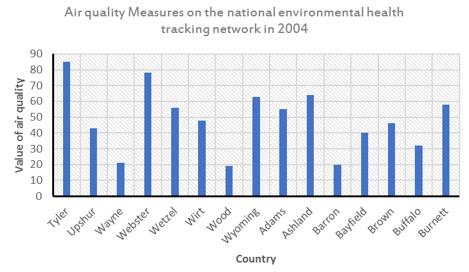 Air quality Measures on the national environmental health
tracking network in 2004
Value of air quality
90
80
70
60
50
40
30
20
10
0
Tyler
Upshur
Wayne
Webster
Wetzel
Wirt
Wood
Wyoming
Adams
Ashland
Barron
Bayfield
Brown
Buffalo
Burnett
Country